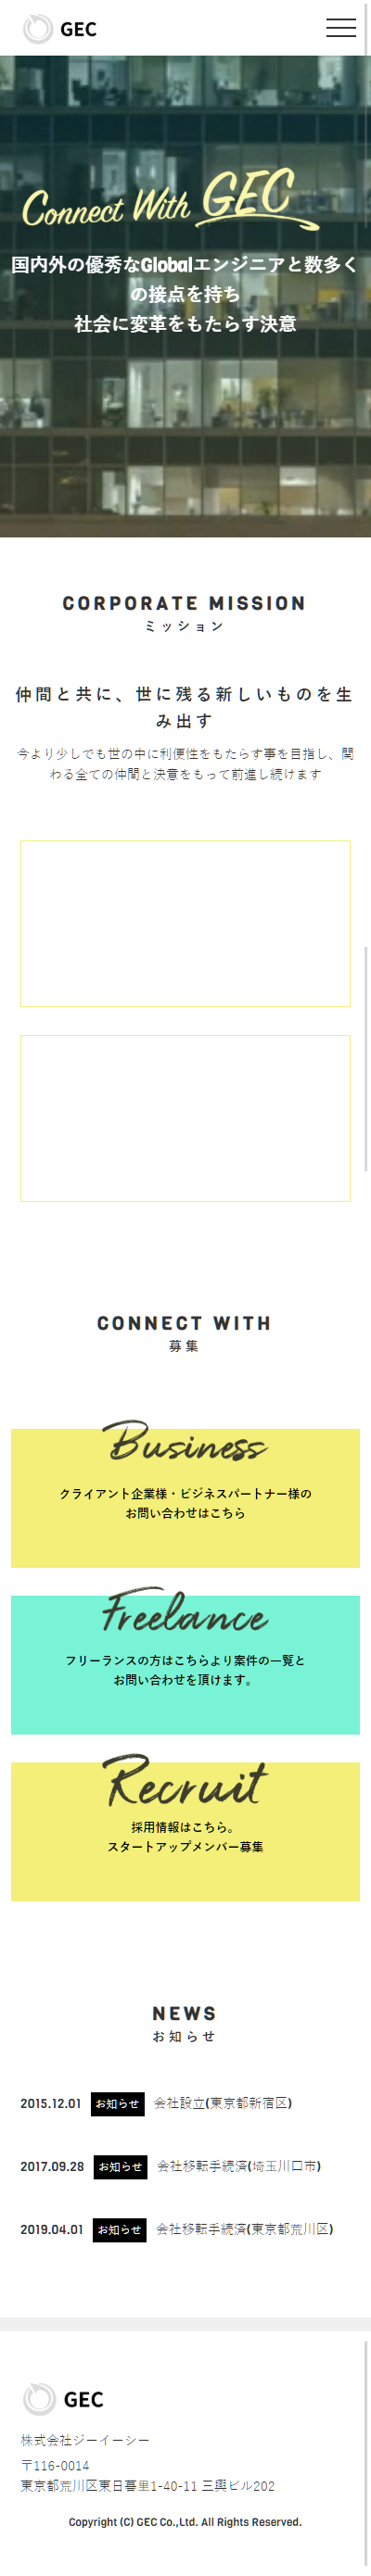 GEC
Connect With GEC
国内外の優秀なGlobalエンジニアと数多く
の接点を持ち
社会に変革をもたらす決意
CORPORATE MISSION
ミッション
仲間と共に、世に残る新しいものを生
み出す
今より少しでも世の中に利便性をもたらす事を目指し、関
わる全ての仲間と決意をもって前進し続けます
CONNECT WITH
募集
Business
クライアント企業様・ビジネスパートナー様の
お問い合わせはこちら
Freelance
フリーランスの方はこちらより案件の一覧と
お問い合わせを頂けます。
Recruit
採用情報はこちら。
スタートアップメンバー募集
NEWS
お知らせ
2015.12.01 お知らせ 会社設立(東京都新宿区)
2017.09.28 お知らせ 会社移転手続済(埼玉川口市)
2019.04.01 お知らせ 会社移転手続済(東京都荒川区)
GEC
株式会社ジーイーシー
〒116-0014
東京都荒川区東日暮里1-40-11 三興ビル202
Copyright (C) GEC Co.,Ltd. All Rights Reserved.